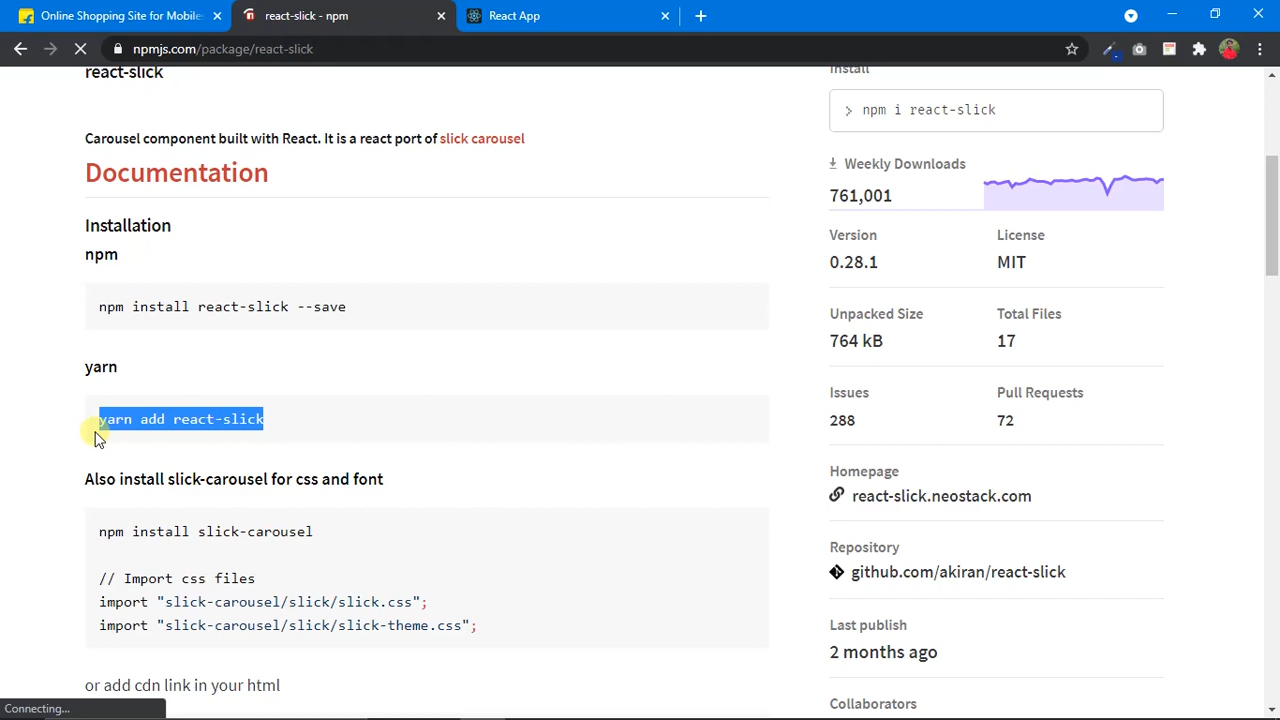 Online Shopping Site for Mobile
react-slick - npm
React App
npmjs.com/package/react-slick
react-slick
Carousel component built with React. It is a react port of slick carousel
Documentation
Installation
npm
npm install react-slick --save
yarn
yarn add react-slick
Also install slick-carousel for css and font
npm install slick-carousel
// Import css files
import "slick-carousel/slick/slick.css";
import "slick-carousel/slick/slick-theme.css";
or add cdn link in your html
Connecting...
Install
> npm i react-slick
Weekly Downloads
761,001
Version License
0.28.1 MIT
Unpacked Size Total Files
764 kB 17
Issues Pull Requests
288 72
Homepage
react-slick.neostack.com
Repository
github.com/akiran/react-slick
Last publish
2 months ago
Collaborators